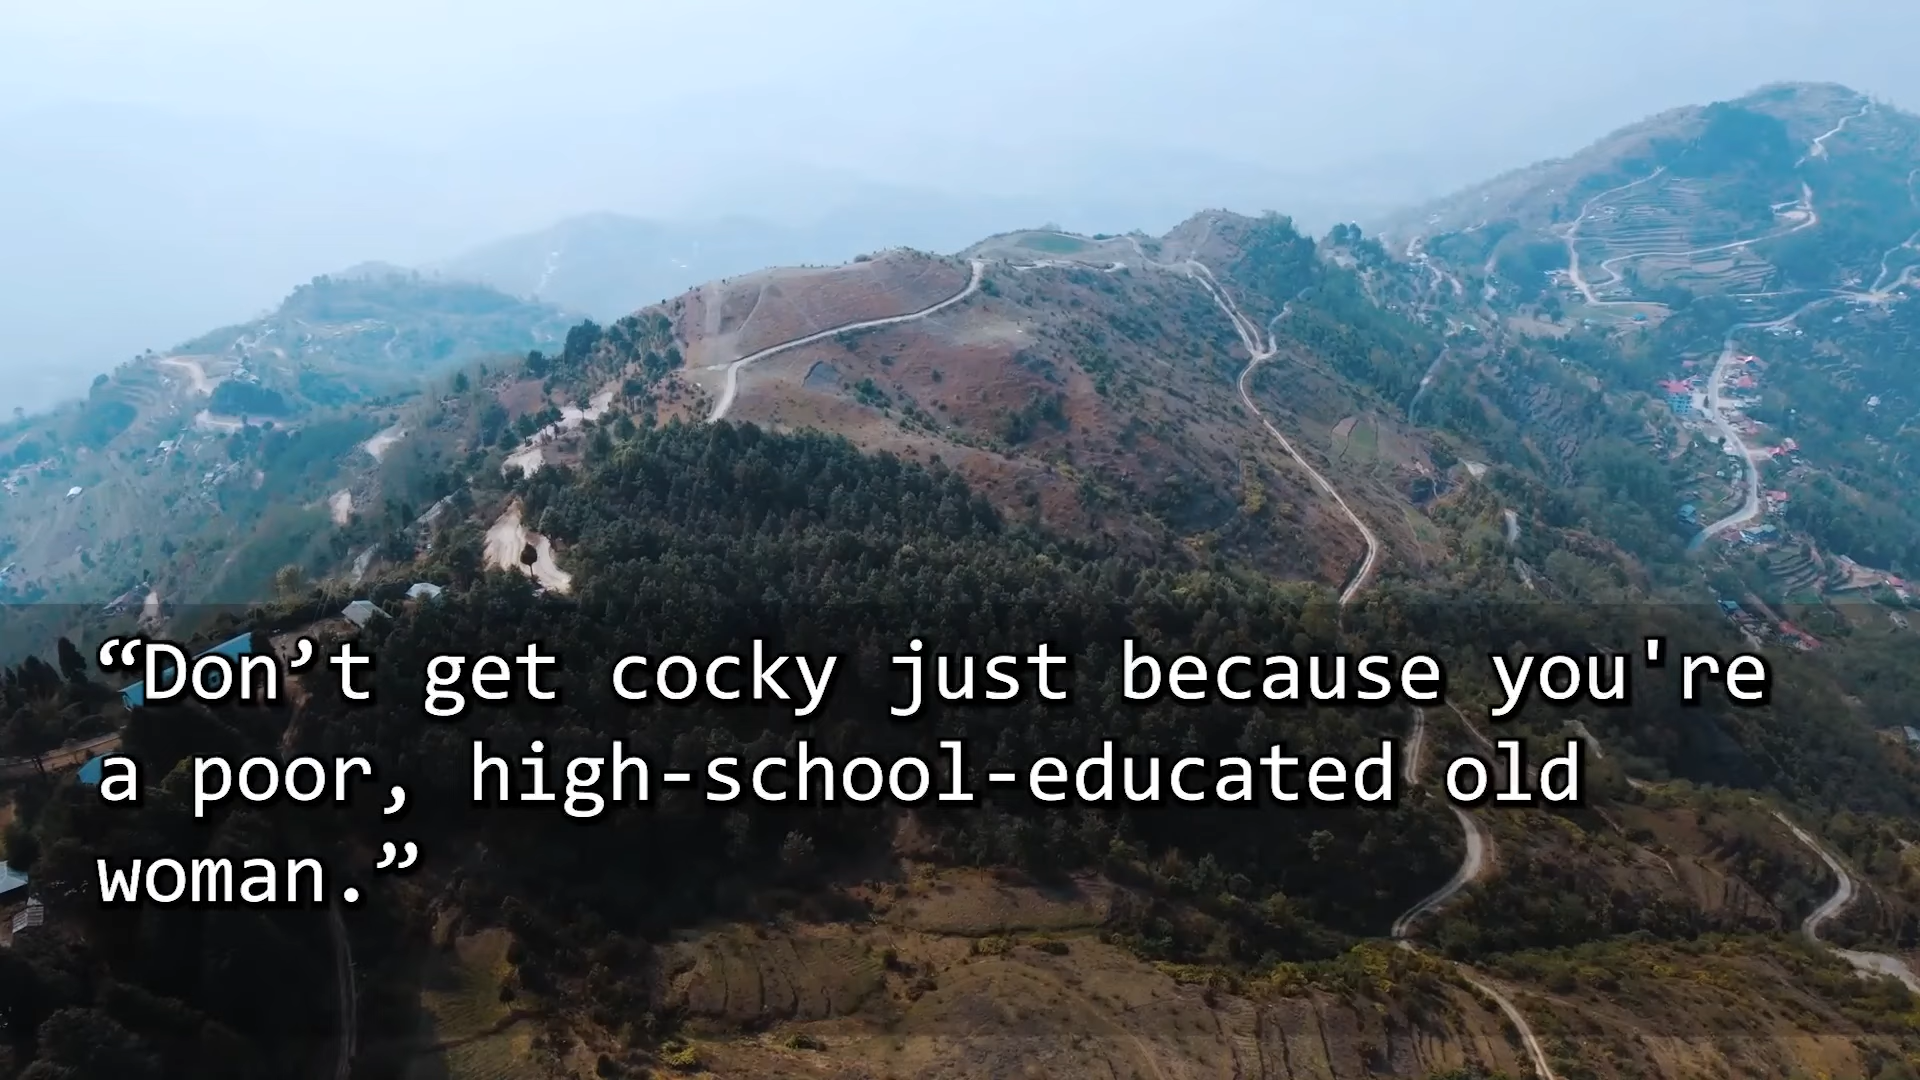 “Don’t get cocky just because you're
a poor, high-school-educated old
woman.”